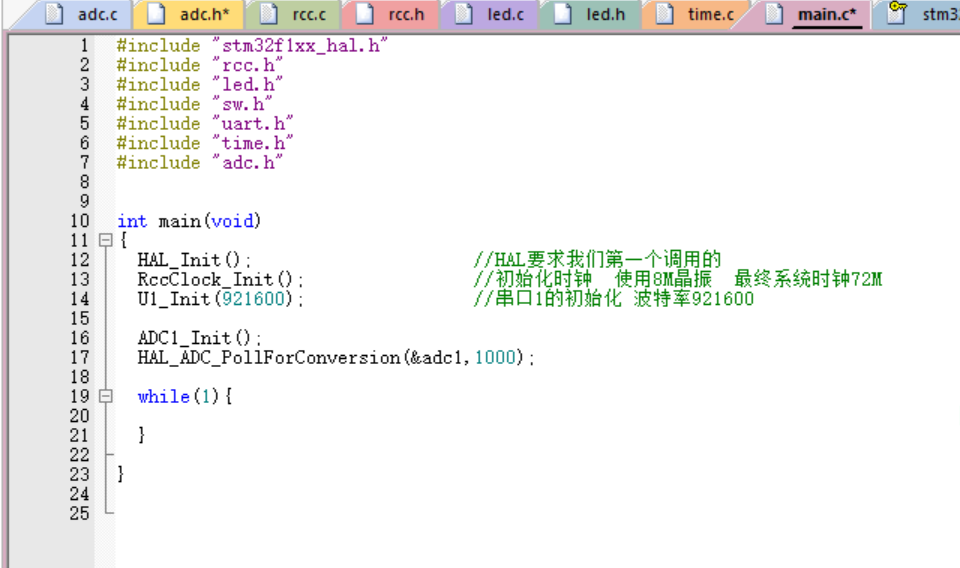 adc.c adc.h* rcc.c rcc.h led.c led.h time.c main.c* stm3
1 #include "stm32f1xx_hal.h"
2 #include "rcc.h"
3 #include "led.h"
4 #include "sw.h"
5 #include "uart.h"
6 #include "time.h"
7 #include "adc.h"
8
9
10 int main(void)
11 {
12 HAL_Init(); //HAL要求我们第一个调用的
13 RccClock_Init(); //初始化时钟 使用8M晶振 最终系统时钟72M
14 U1_Init(921600); //串口1的初始化 波特率921600
15
16 ADC1_Init();
17 HAL_ADC_PollForConversion(&adc1,1000);
18
19 while(1){
20
21 }
22
23 }
24
25